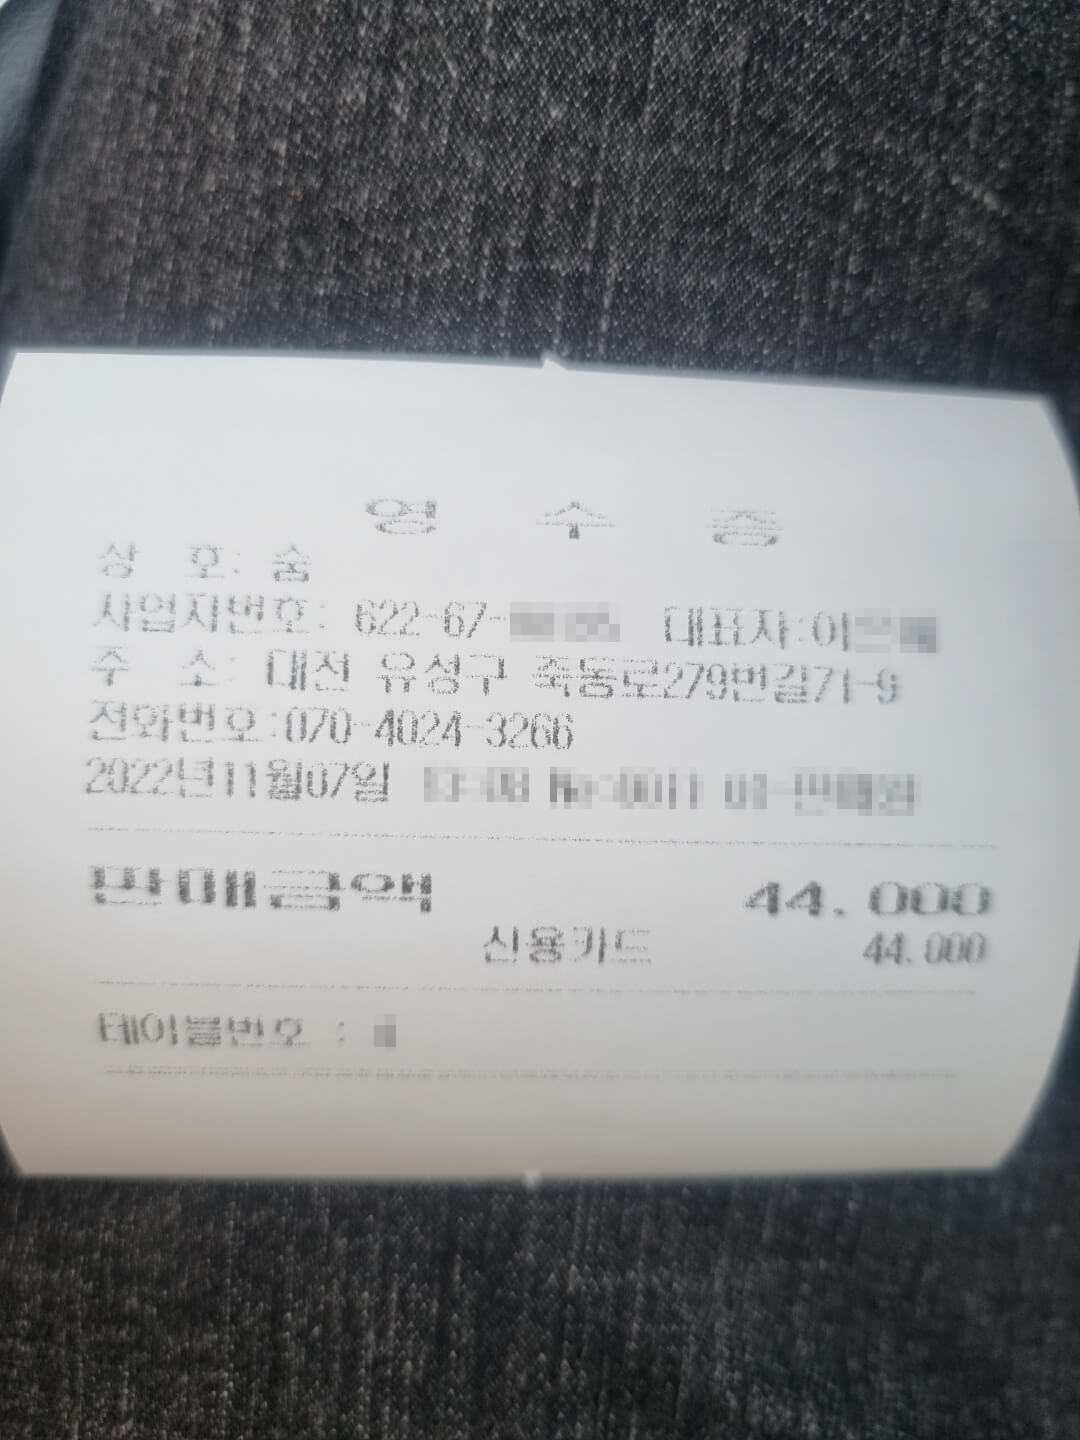 영 수 증
상 호: 숨
사업자번호: 622-67- 대표자:이
주 소: 대전 유성구 죽동로279번길71-9
전화번호:070-4024-3266
2022년11월07일
판매금액 44.000
신용카드 44.000
테이블번호 :